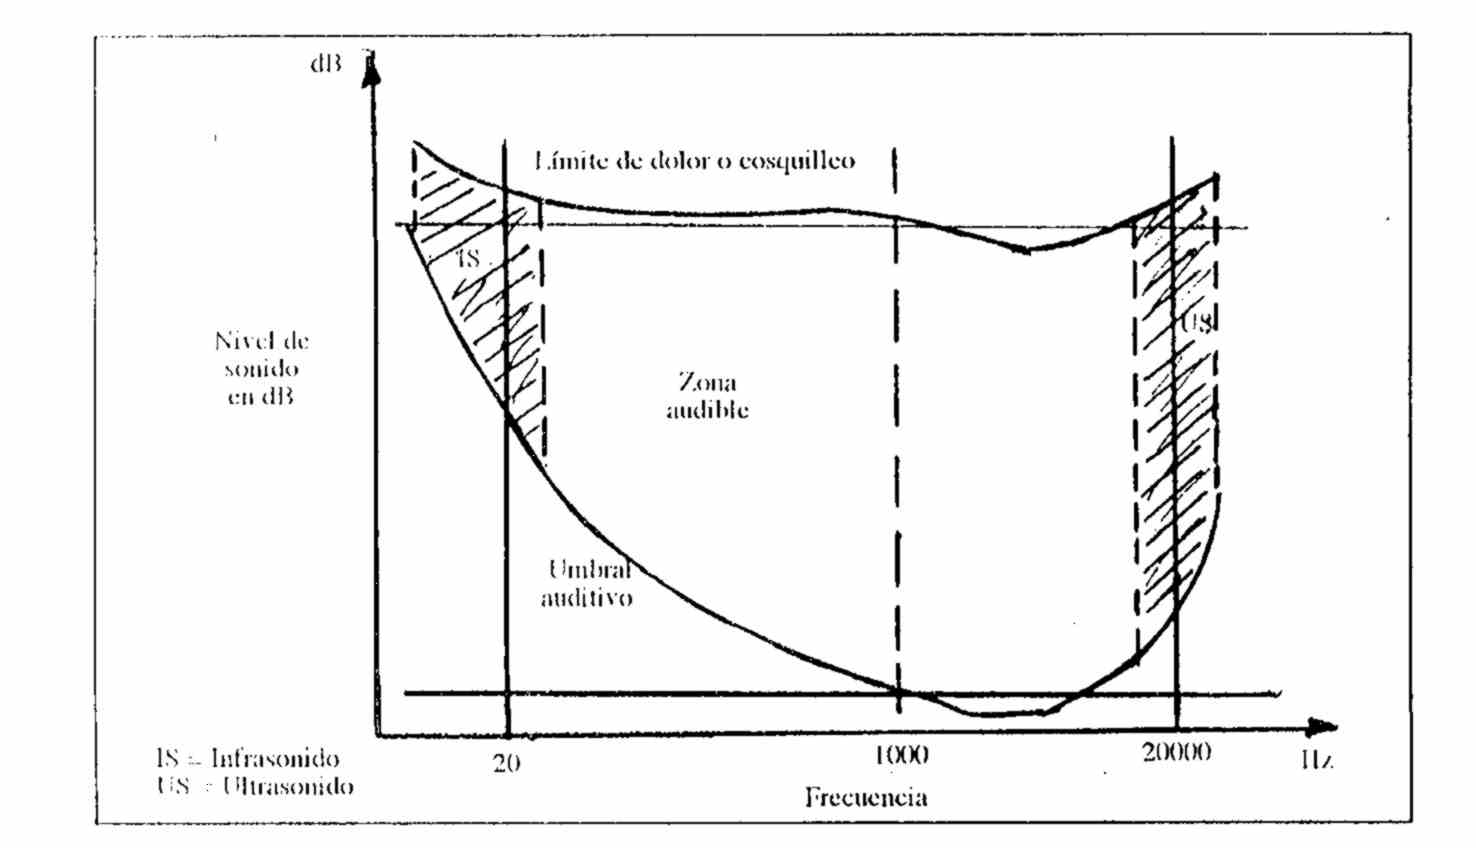 dB
Límite de dolor o cosquilleo
IS
US
Nivel de
sonido
en dB
Zona
audible
Umbral
auditivo
20
1000
20000
Hz
IS = Infrasonido
US = Ultrasonido
Frecuencia